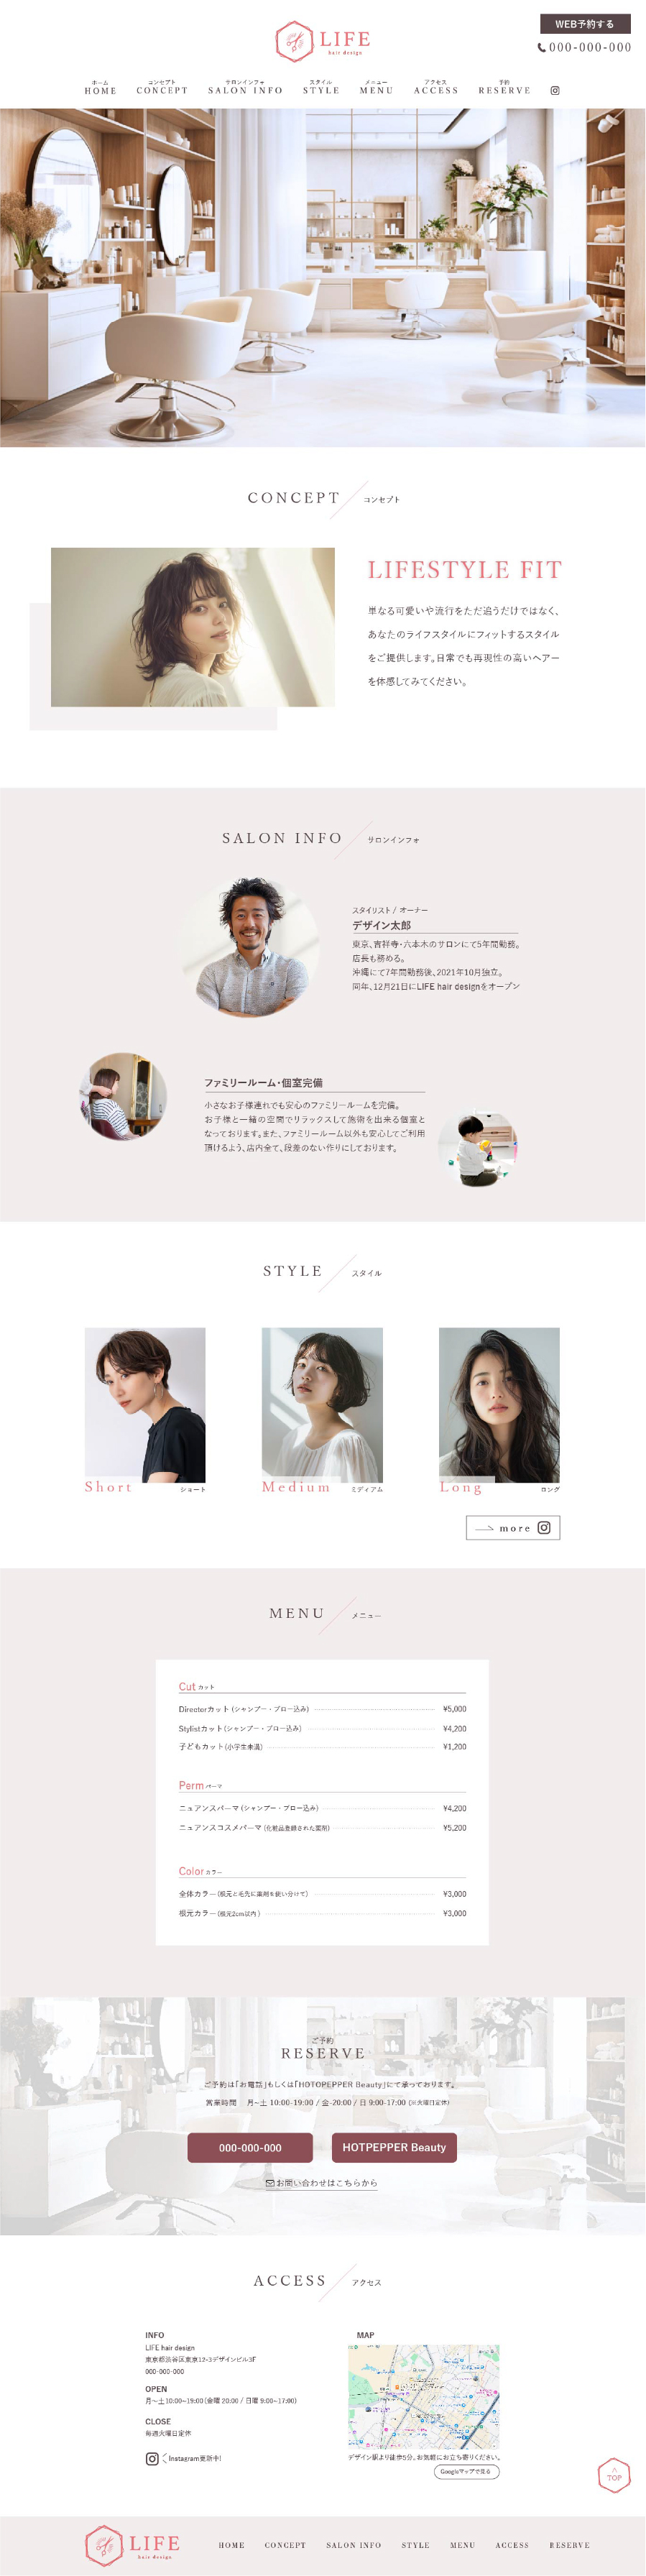 LIFE
hair design
WEB予約する
000-000-000
ホーム
HOME
コンセプト
CONCEPT
サロンインフォ
SALON INFO
スタイル
STYLE
メニュー
MENU
アクセス
ACCESS
予約
RESERVE
CONCEPT コンセプト
LIFESTYLE FIT
単なる可愛いや流行をただ追うだけではなく、
あなたのライフスタイルにフィットするスタイル
をご提供します。日常でも再現性の高いヘアー
を体感してみてください。
SALON INFO サロンインフォ
スタイリスト / オーナー
デザイン太郎
東京、吉祥寺・六本木のサロンにて5年間勤務。
店長も務める。
沖縄にて7年間勤務後、2021年10月独立。
同年、12月21日にLIFE hair designをオープン
ファミリールーム・個室完備
小さなお子様連れでも安心のファミリールームを完備。
お子様と一緒の空間でリラックスして施術を出来る個室と
なっております。また、ファミリールーム以外も安心してご利用
頂けるよう、店内全て、段差のない作りにしております。
STYLE スタイル
Short ショート
Medium ミディアム
Long ロング
more
MENU メニュー
Cut カット
Directorカット (シャンプー・ブロー込み) ¥5,000
Stylistカット (シャンプー・ブロー込み) ¥4,200
子どもカット (小学生未満) ¥1,200
Perm パーマ
ニュアンスパーマ (シャンプー・ブロー込み) ¥4,200
ニュアンスコスメパーマ (化粧品登録された薬剤) ¥5,200
Color カラー
全体カラー (根元と毛先に薬剤を使い分けて) ¥3,000
根元カラー (根元2cm以内) ¥3,000
ご予約
RESERVE
ご予約は「お電話」もしくは「HOTOPEPPER Beauty」にて承っております。
営業時間 月~土 10:00-19:00 / 金-20:00 / 日 9:00-17:00 (※火曜日定休)
000-000-000
HOTPEPPER Beauty
お問い合わせはこちらから
ACCESS アクセス
INFO
LIFE hair design
東京都渋谷区東京12-3デザインビル3F
000-000-000
OPEN
月〜土 10:00~19:00 (金曜 20:00 / 日曜 9:00~17:00)
CLOSE
毎週火曜日定休
Instagram更新中!
MAP
デザイン駅より徒歩5分。お気軽にお立ち寄りください。
Googleマップで見る
TOP
LIFE
hair design
HOME CONCEPT SALON INFO STYLE MENU ACCESS RESERVE